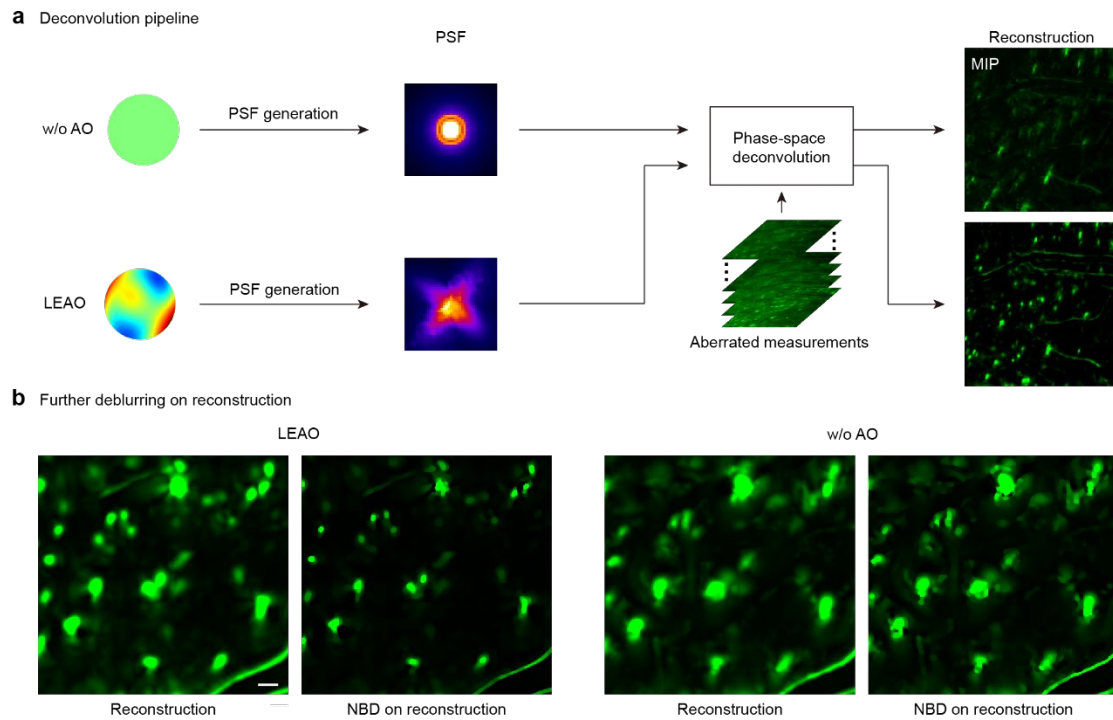 a Deconvolution pipeline
PSF
Reconstruction
MIP
w/o AO
PSF generation
Phase-space
deconvolution
LEAO
PSF generation
Aberrated measurements
b Further deblurring on reconstruction
LEAO
w/o AO
Reconstruction
NBD on reconstruction
Reconstruction
NBD on reconstruction